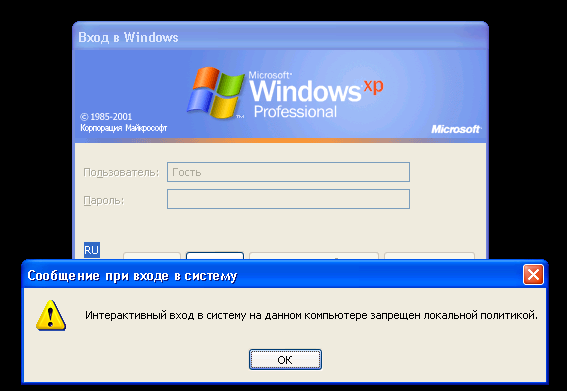 Вход в Windows
Microsoft®
Windows xp
Professional
© 1985-2001
Корпорация Майкрософт
Microsoft
Пользователь: Гость
Пароль:
RU
Сообщение при входе в систему
Интерактивный вход в систему на данном компьютере запрещен локальной политикой.
OK